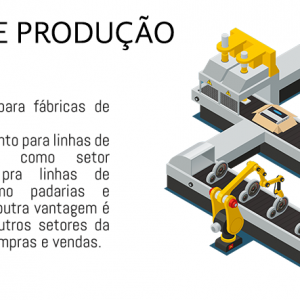 E PRODUÇÃO
para fábricas de
nto para linhas de
como setor
pra linhas de
mo padarias e
outra vantagem é
utros setores da
mpras e vendas.